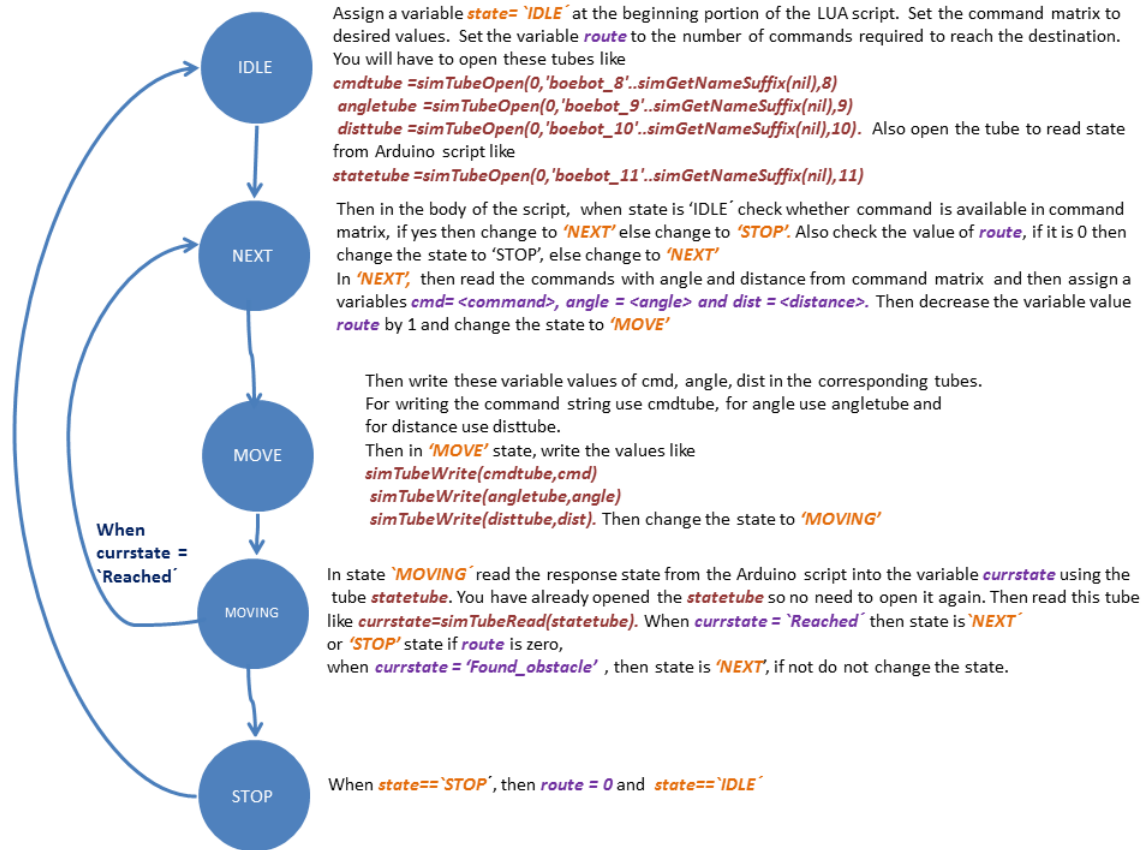 Assign a variable state= `IDLE´ at the beginning portion of the LUA script.  Set the command matrix to
desired values.  Set the variable route to the number of commands required to reach the destination.
You will have to open these tubes like
cmdtube =simTubeOpen(0,'boebot_8'..simGetNameSuffix(nil),8)
angletube =simTubeOpen(0,'boebot_9'..simGetNameSuffix(nil),9)
disttube =simTubeOpen(0,'boebot_10'..simGetNameSuffix(nil),10).  Also open the tube to read state
from Arduino script like
statetube =simTubeOpen(0,'boebot_11'..simGetNameSuffix(nil),11)
IDLE
Then in the body of the script,  when state is ‘IDLE´ check whether command  is available in command
matrix, if yes then change to ‘NEXT’ else change to ‘STOP’. Also check the value of route, if it is 0 then
change the state to ‘STOP’, else change to ‘NEXT’
In ‘NEXT’,  then read the commands with angle and distance from command matrix  and then assign a
variables cmd= <command>, angle = <angle> and dist = <distance>. Then decrease the variable value
route by 1 and change the state to ‘MOVE’
NEXT
Then write these variable values of cmd, angle, dist in the corresponding tubes.
For writing the command string use cmdtube, for angle use angletube and
for distance use disttube.
Then in ‘MOVE’ state, write the values like
simTubeWrite(cmdtube,cmd)
simTubeWrite(angletube,angle)
simTubeWrite(disttube,dist). Then change the state to ‘MOVING’
MOVE
When
currstate =
`Reached´
In state `MOVING´ read the response state from the Arduino script into the variable currstate using the
tube statetube. You have already opened the statetube so no need to open it again. Then read this tube
like currstate=simTubeRead(statetube). When currstate = `Reached´ then state is `NEXT´
or ‘STOP’ state if route is zero,
when currstate = ‘Found_obstacle’ , then state is ‘NEXT’, if not do not change the state.
MOVING
When state==`STOP´, then route = 0 and  state==`IDLE´
STOP